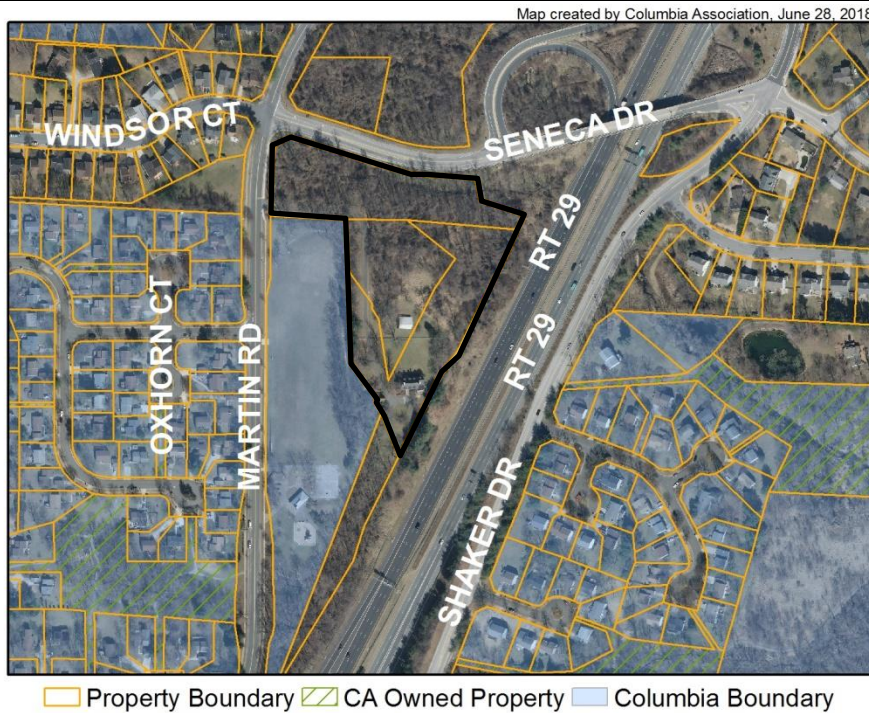 Map created by Columbia Association, June 28, 2018
WINDSOR CT
SENECA DR
RT 29
OXHORN CT
MARTIN RD
RT 29
SHAKER DR
Property Boundary CA Owned Property Columbia Boundary